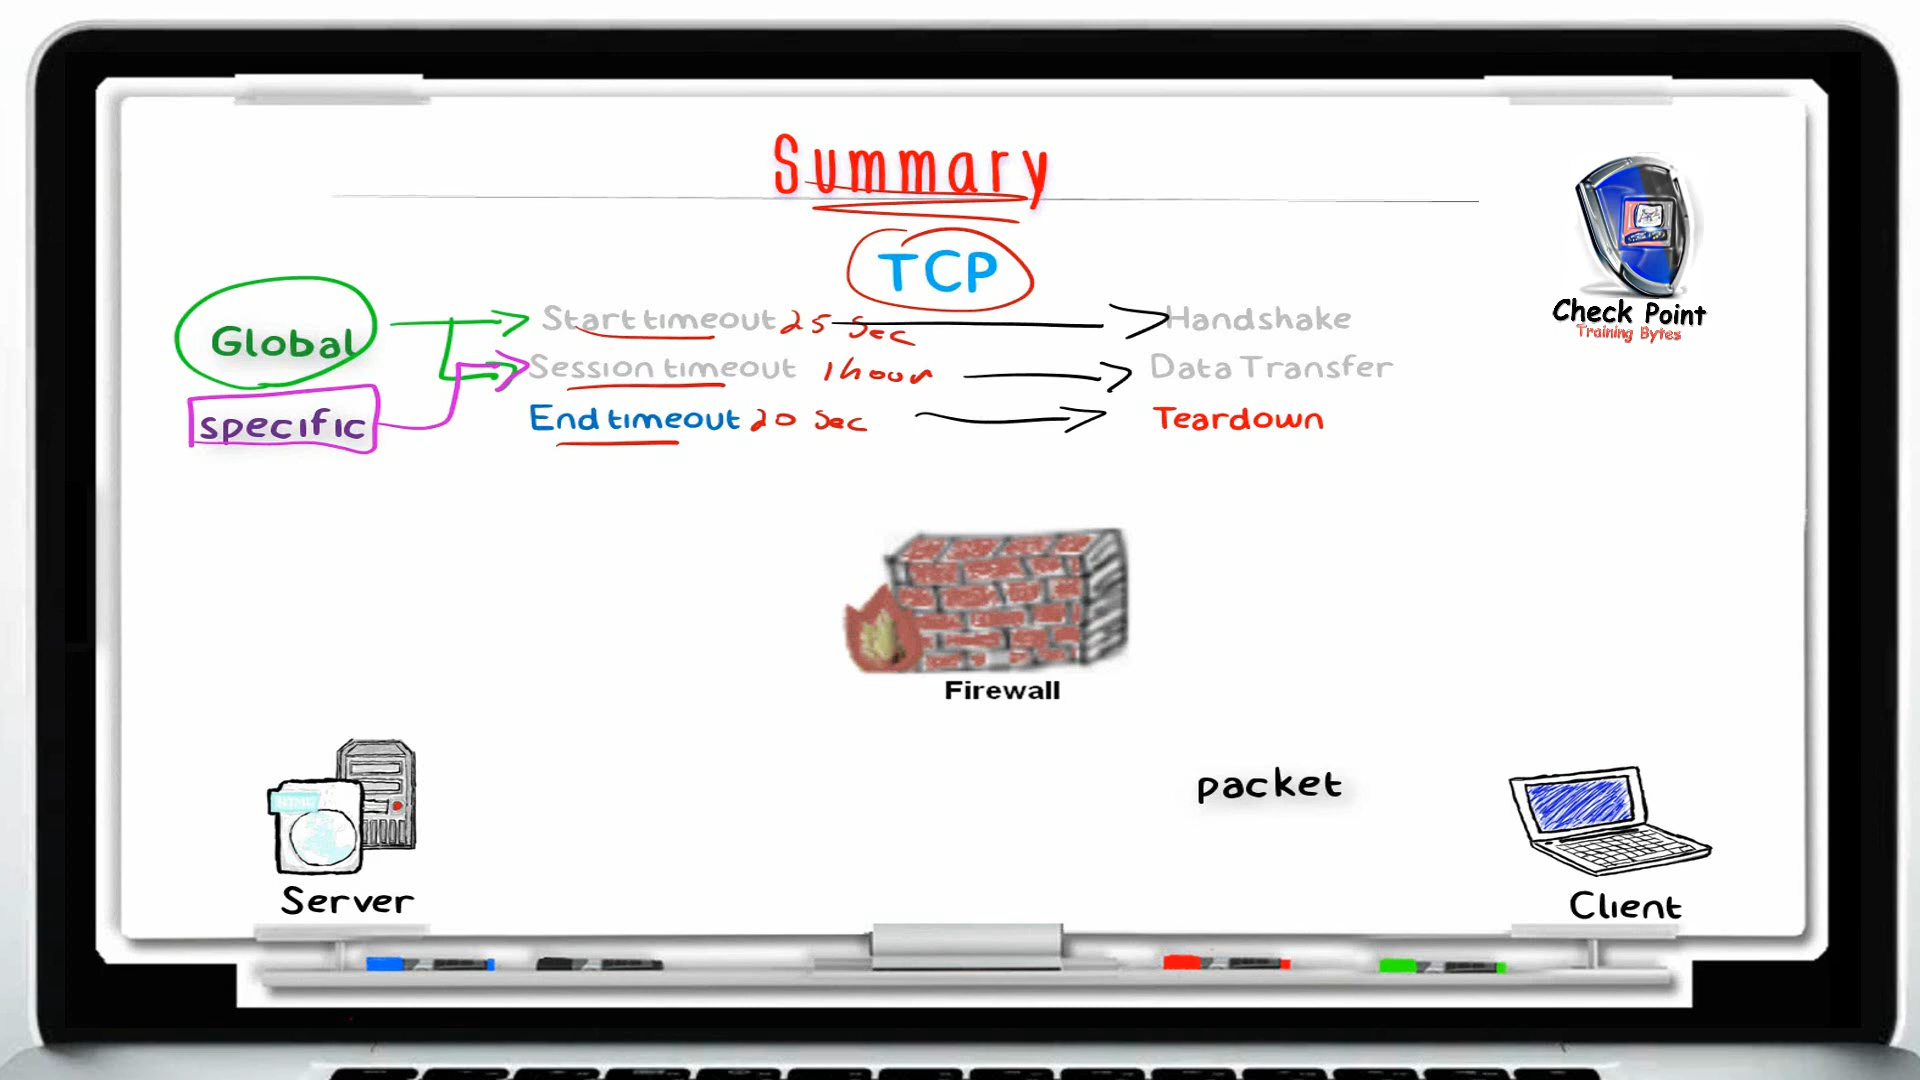 Summary
TCP
Global
specific
Start timeout 25 sec Handshake
Session timeout 1 hour Data Transfer
End timeout 20 sec Teardown
Check Point
Training Bytes
Firewall
HTML
packet
Server
Client